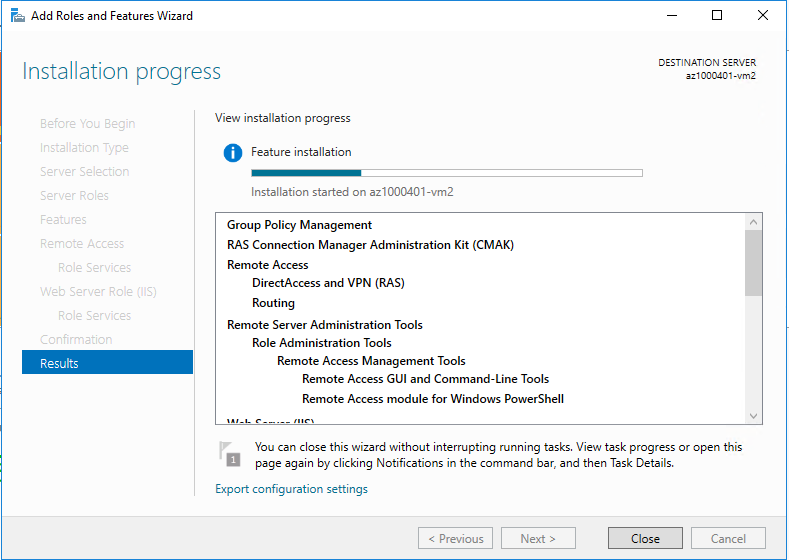 Add Roles and Features Wizard
Installation progress
DESTINATION SERVER
az1000401-vm2
Before You Begin
Installation Type
Server Selection
Server Roles
Features
Remote Access
Role Services
Web Server Role (IIS)
Role Services
Confirmation
Results
View installation progress
Feature installation
Installation started on az1000401-vm2
Group Policy Management
RAS Connection Manager Administration Kit (CMAK)
Remote Access
DirectAccess and VPN (RAS)
Routing
Remote Server Administration Tools
Role Administration Tools
Remote Access Management Tools
Remote Access GUI and Command-Line Tools
Remote Access module for Windows PowerShell
Web Server (IIS)
1
You can close this wizard without interrupting running tasks. View task progress or open this
page again by clicking Notifications in the command bar, and then Task Details.
Export configuration settings
< Previous
Next >
Close
Cancel